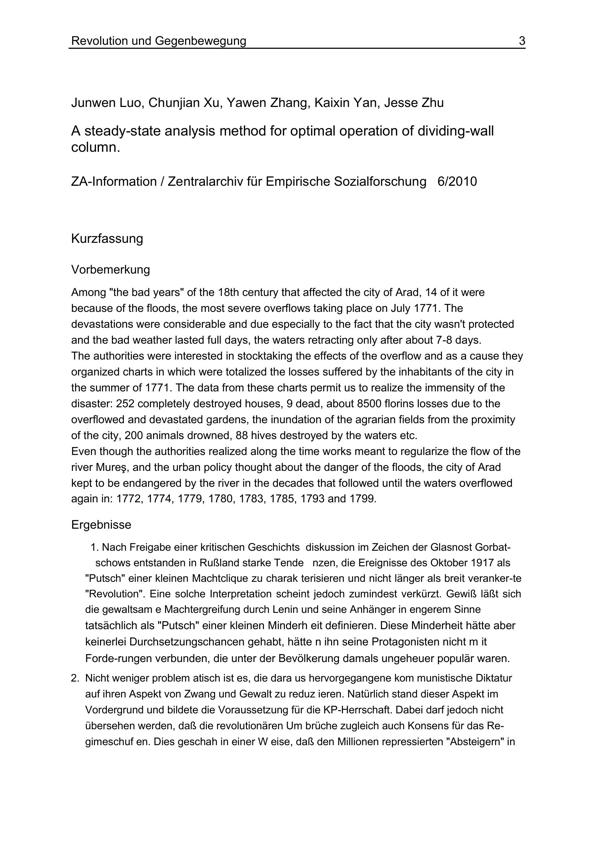 Revolution und Gegenbewegung 3
Junwen Luo, Chunjian Xu, Yawen Zhang, Kaixin Yan, Jesse Zhu
A steady-state analysis method for optimal operation of dividing-wall
column.
ZA-Information / Zentralarchiv für Empirische Sozialforschung 6/2010
Kurzfassung
Vorbemerkung
Among "the bad years" of the 18th century that affected the city of Arad, 14 of it were
because of the floods, the most severe overflows taking place on July 1771. The
devastations were considerable and due especially to the fact that the city wasn't protected
and the bad weather lasted full days, the waters retracting only after about 7-8 days.
The authorities were interested in stocktaking the effects of the overflow and as a cause they
organized charts in which were totalized the losses suffered by the inhabitants of the city in
the summer of 1771. The data from these charts permit us to realize the immensity of the
disaster: 252 completely destroyed houses, 9 dead, about 8500 florins losses due to the
overflowed and devastated gardens, the inundation of the agrarian fields from the proximity
of the city, 200 animals drowned, 88 hives destroyed by the waters etc.
Even though the authorities realized along the time works meant to regularize the flow of the
river Mureş, and the urban policy thought about the danger of the floods, the city of Arad
kept to be endangered by the river in the decades that followed until the waters overflowed
again in: 1772, 1774, 1779, 1780, 1783, 1785, 1793 and 1799.
Ergebnisse
1. Nach Freigabe einer kritischen Geschichts diskussion im Zeichen der Glasnost Gorbat-
schows entstanden in Rußland starke Tende nzen, die Ereignisse des Oktober 1917 als
"Putsch" einer kleinen Machtclique zu charak terisieren und nicht länger als breit veranker-te
"Revolution". Eine solche Interpretation scheint jedoch zumindest verkürzt. Gewiß läßt sich
die gewaltsam e Machtergreifung durch Lenin und seine Anhänger in engerem Sinne
tatsächlich als "Putsch" einer kleinen Minderh eit definieren. Diese Minderheit hätte aber
keinerlei Durchsetzungschancen gehabt, hätte n ihn seine Protagonisten nicht m it
Forde-rungen verbunden, die unter der Bevölkerung damals ungeheuer populär waren.
2. Nicht weniger problem atisch ist es, die dara us hervorgegangene kom munistische Diktatur
auf ihren Aspekt von Zwang und Gewalt zu reduz ieren. Natürlich stand dieser Aspekt im
Vordergrund und bildete die Voraussetzung für die KP-Herrschaft. Dabei darf jedoch nicht
übersehen werden, daß die revolutionären Um brüche zugleich auch Konsens für das Re-
gimeschuf en. Dies geschah in einer W eise, daß den Millionen repressierten "Absteigern" in